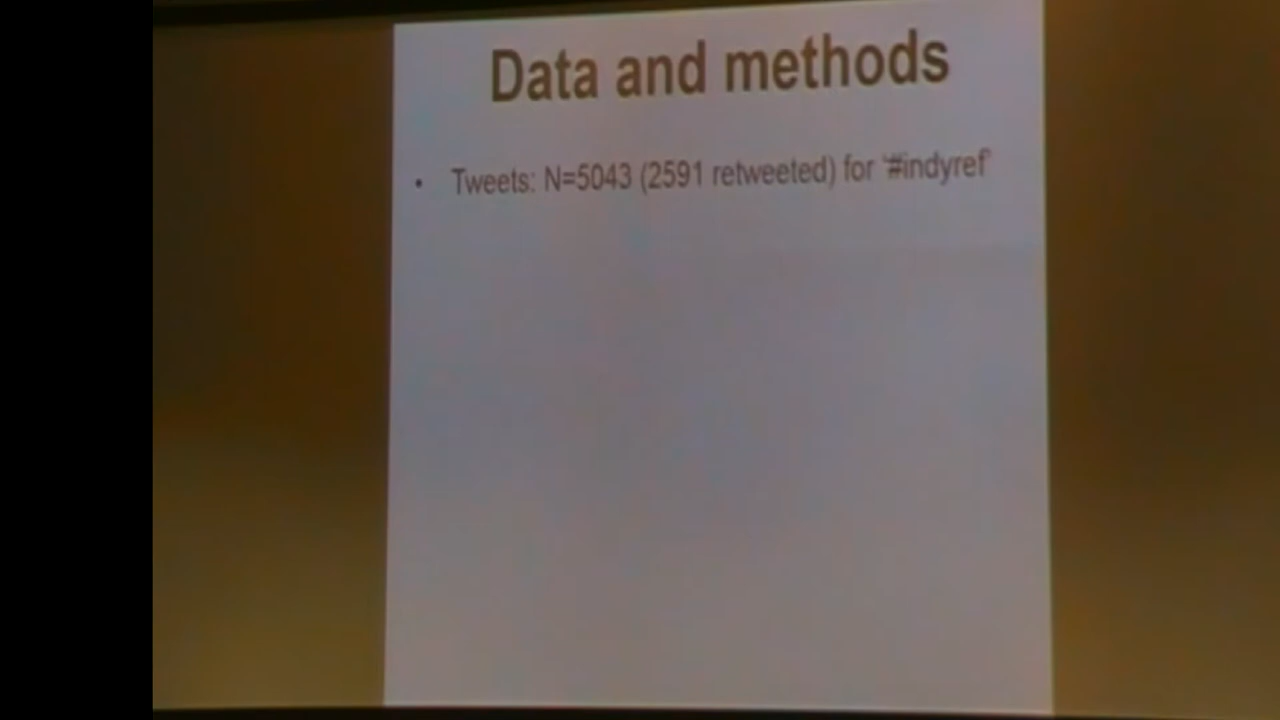 Data and methods
• Tweets: N=5043 (2591 retweeted) for '#indyref'